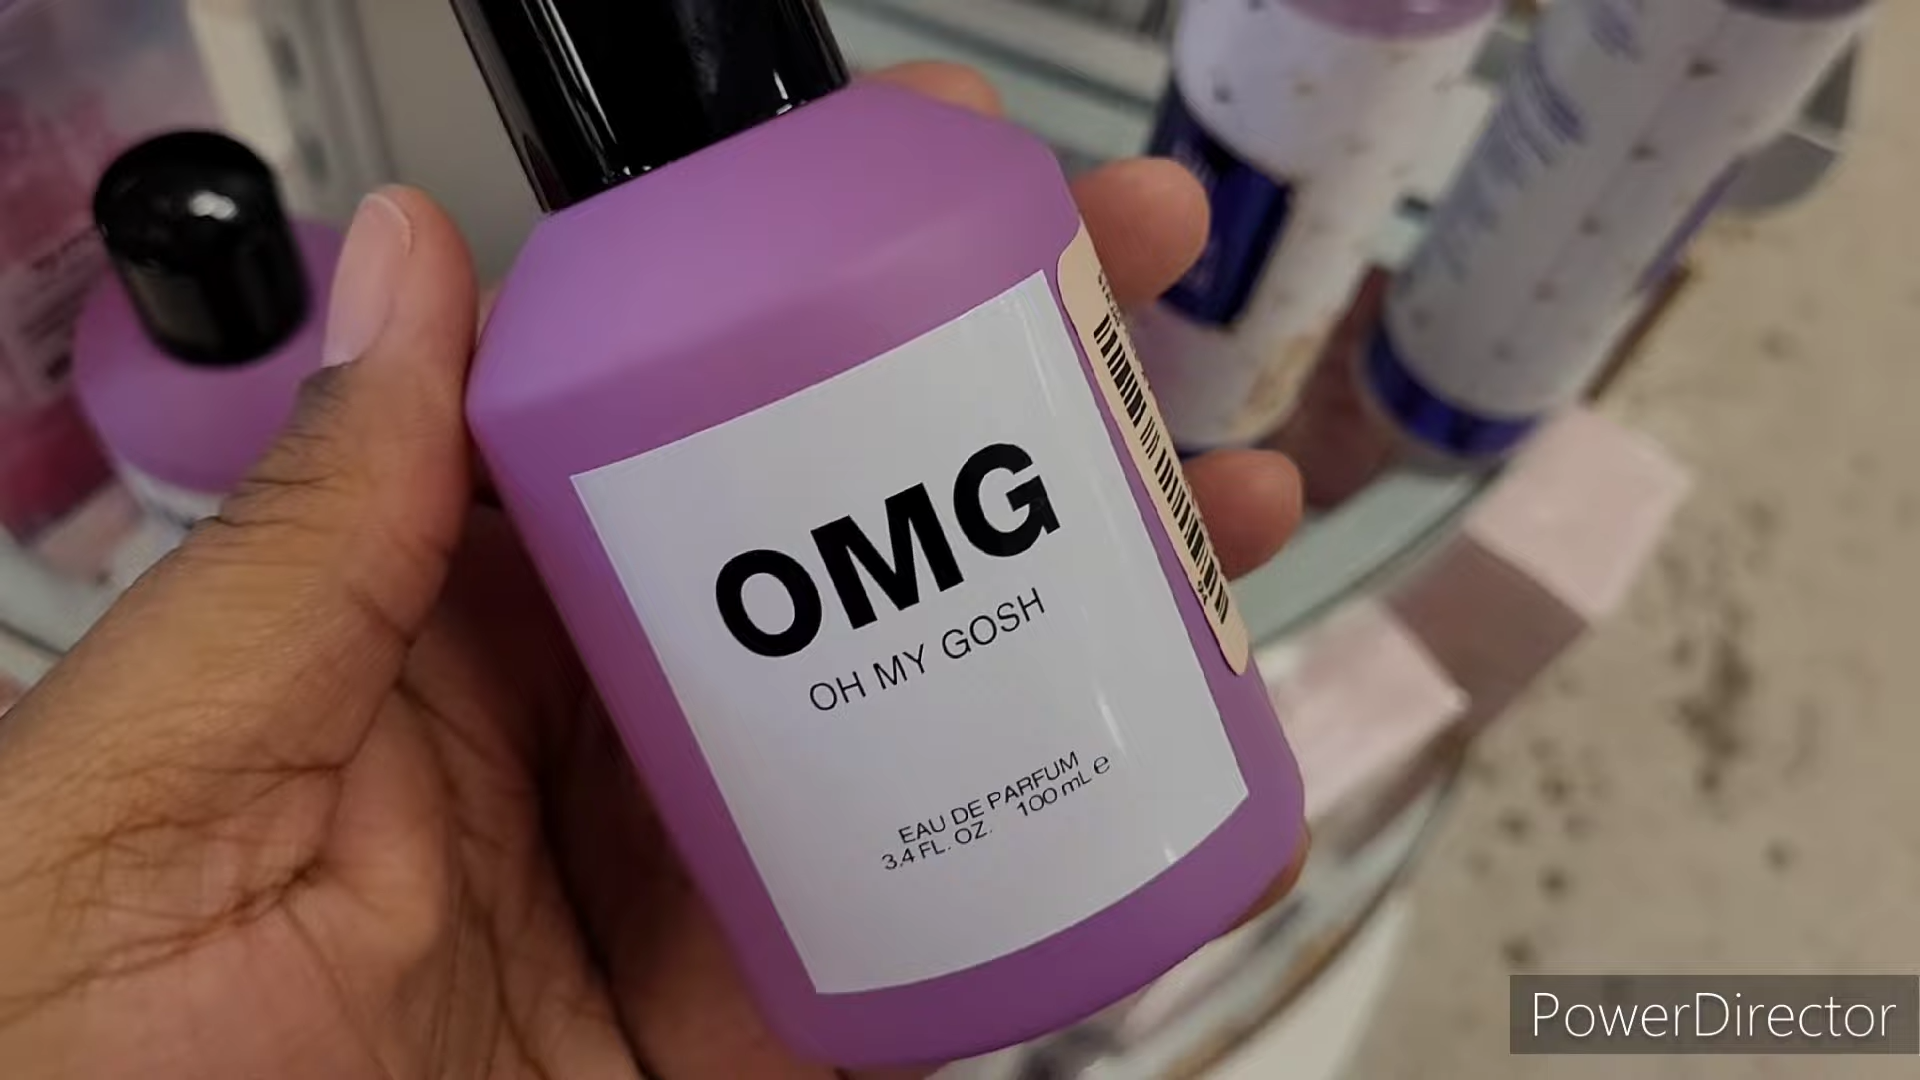 OMG
OH MY GOSH
EAU DE PARFUM
3.4 FL. OZ. 100 mL e
PowerDirector